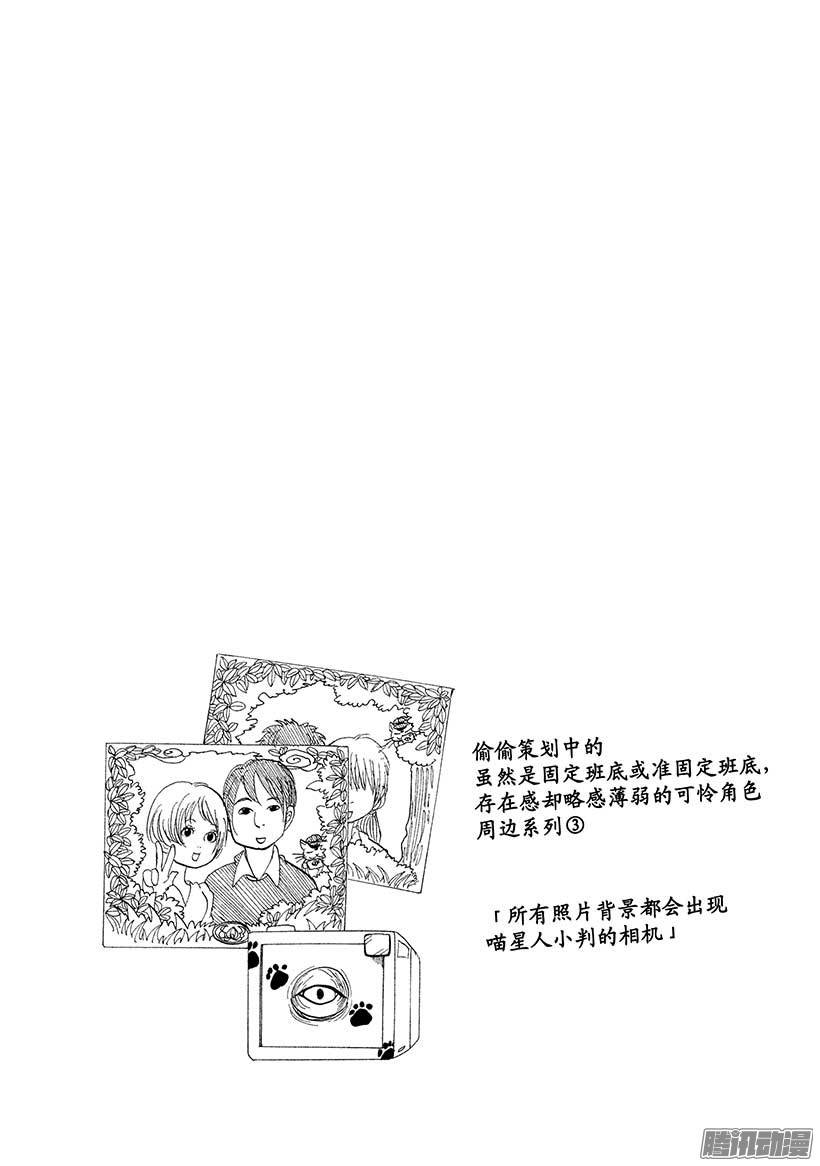 偷偷策划中的
虽然是固定班底或准固定班底，
存在感却略感薄弱的可怜角色
周边系列③
「所有照片背景都会出现
喵星人小判的相机」
腾讯动漫